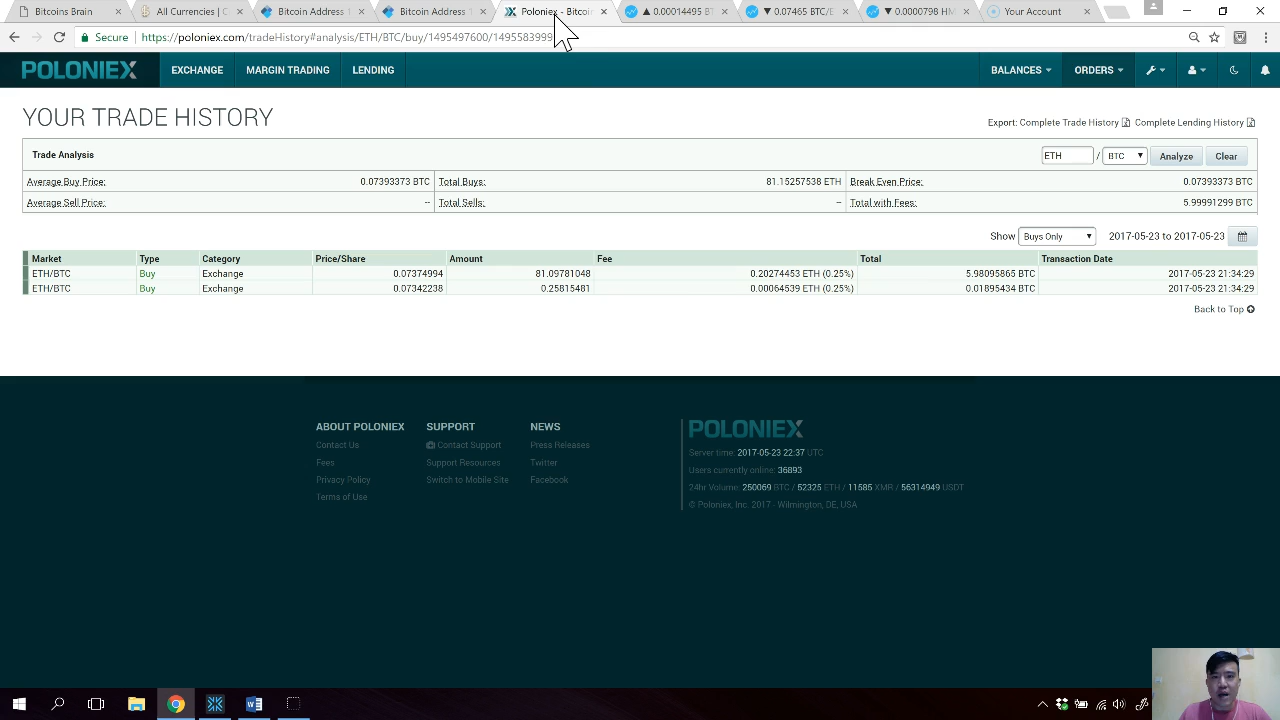 Bitcoins Brain
All Currencies | C
Bitcoin Address
Bitcoin Address 1
Poloniex - Bitcoi
▲ 0.00014495 BT
▼ 0.07465 BTC/E
▼ 0.0000798 HM
Your Account
Secure https://poloniex.com/tradeHistory#analysis/ETH/BTC/buy/1495497600/1495583999
POLONIEX EXCHANGE MARGIN TRADING LENDING BALANCES ORDERS
YOUR TRADE HISTORY
Export: Complete Trade History Complete Lending History
Trade Analysis ETH / BTC Analyze Clear
Average Buy Price: 0.07393373 BTC Total Buys: 81.15257538 ETH Break Even Price: 0.07393373 BTC
Average Sell Price: -- Total Sells: -- Total with Fees: 5.99991299 BTC
Show Buys Only 2017-05-23 to 2017-05-23
Market Type Category Price/Share Amount Fee Total Transaction Date
ETH/BTC Buy Exchange 0.07374994 81.09781048 0.20274453 ETH (0.25%) 5.98095865 BTC 2017-05-23 21:34:29
ETH/BTC Buy Exchange 0.07342238 0.25815481 0.00064539 ETH (0.25%) 0.01895434 BTC 2017-05-23 21:34:29
Back to Top
ABOUT POLONIEX
Contact Us
Fees
Privacy Policy
Terms of Use
SUPPORT
Contact Support
Support Resources
Switch to Mobile Site
NEWS
Press Releases
Twitter
Facebook
POLONIEX
Server time: 2017-05-23 22:37 UTC
Users currently online: 36893
24hr Volume: 250069 BTC / 52325 ETH / 11585 XMR / 56314949 USDT
© Poloniex, Inc. 2017 - Wilmington, DE, USA